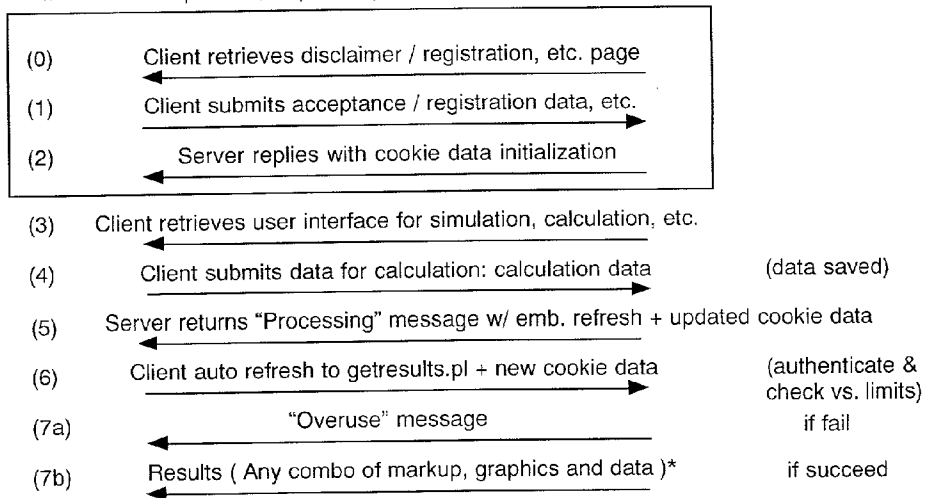 (0) Client retrieves disclaimer / registration, etc. page
(1) Client submits acceptance / registration data, etc.
(2) Server replies with cookie data initialization
(3) Client retrieves user interface for simulation, calculation, etc.
(4) Client submits data for calculation: calculation data (data saved)
(5) Server returns “Processing” message w/ emb. refresh + updated cookie data
(6) Client auto refresh to getresults.pl + new cookie data (authenticate &
check vs. limits)
(7a) “Overuse” message if fail
(7b) Results ( Any combo of markup, graphics and data )* if succeed